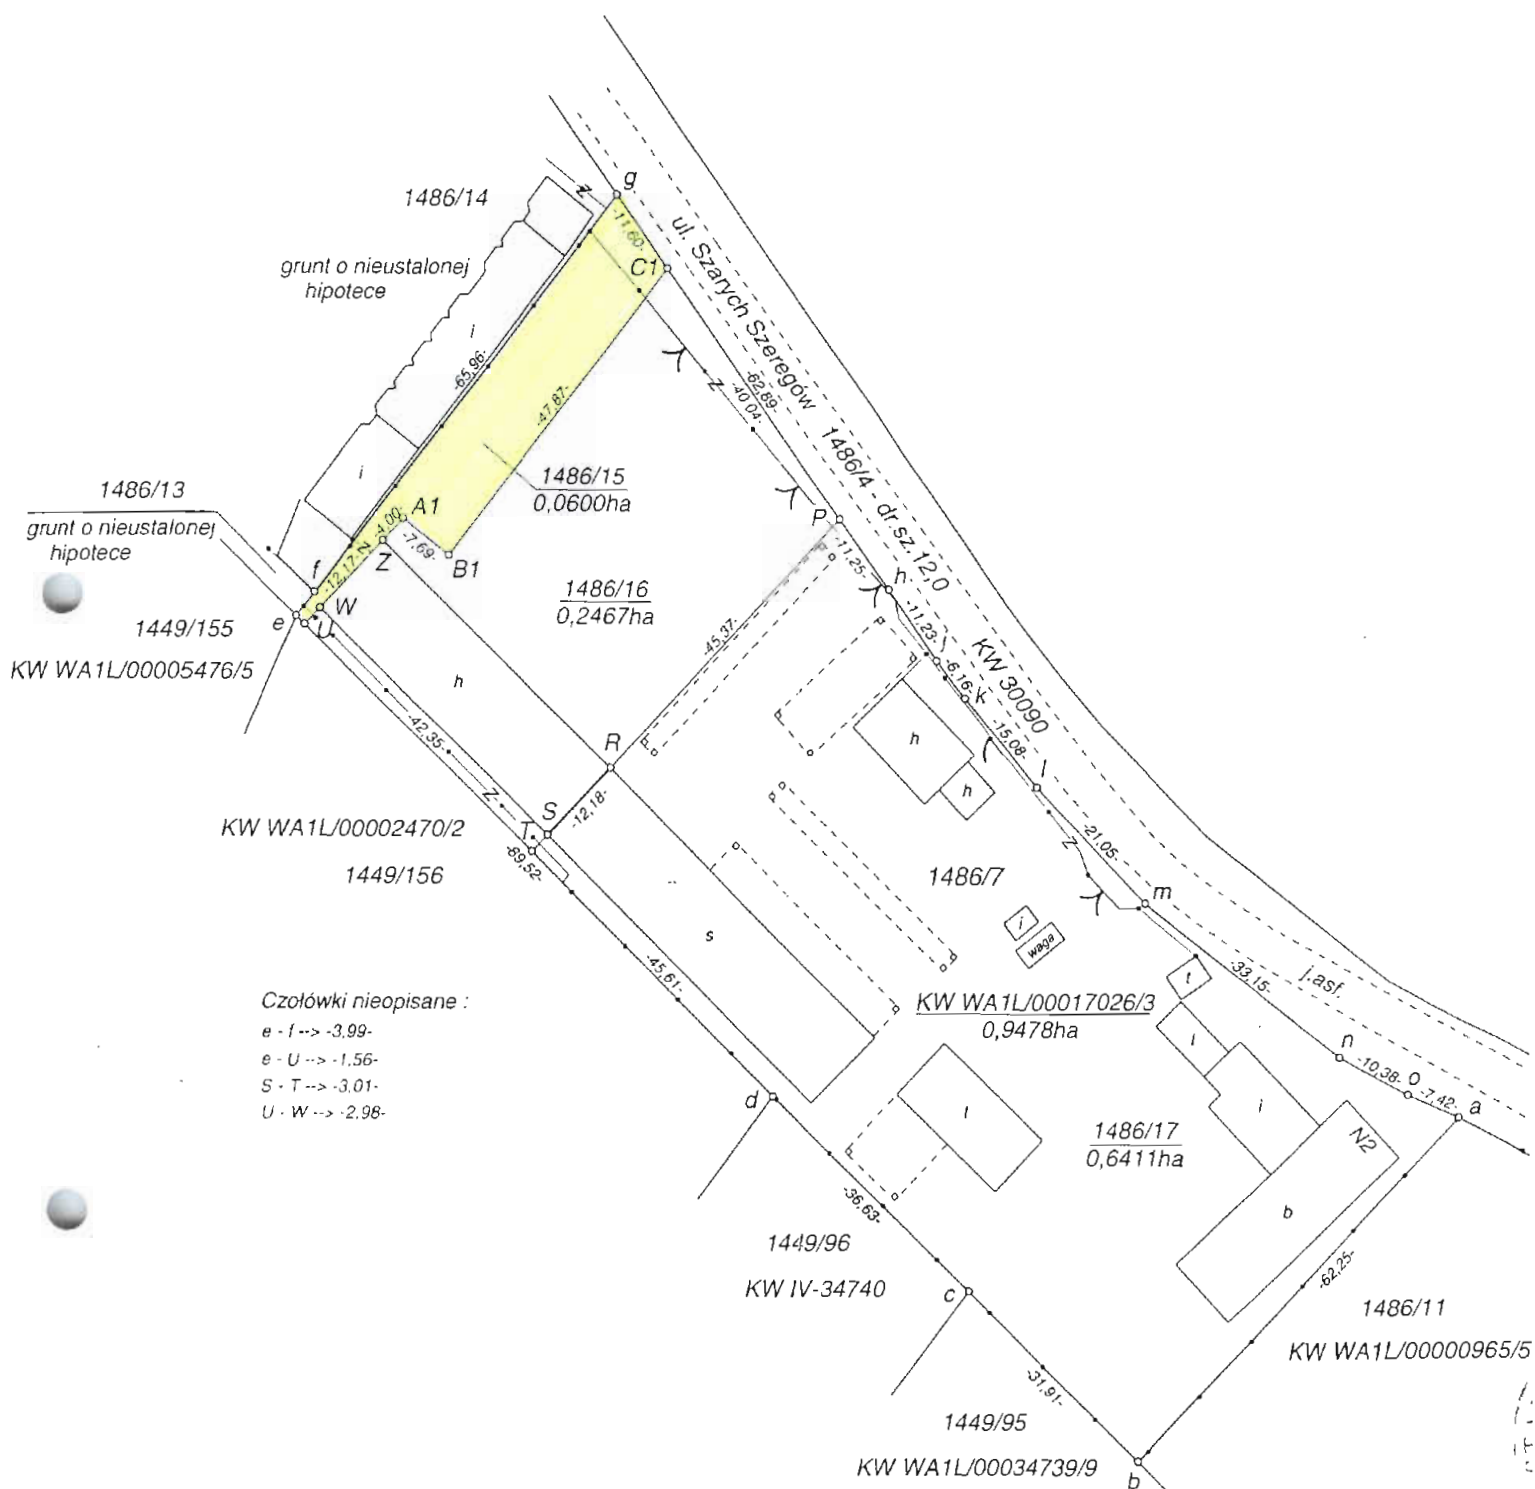 g
1486/14
z
-11,60-
ul. Szarych Szeregów
1486/4
dr.sz.12,0
C1
grunt o nieustalonej
hipotece
i
-65,96-
-47,87-
-62,89-
z
-40,04-
1486/13
grunt o nieustalonej
hipotece
i
1486/15
0,0600ha
-4,00-
A1
-7,69-
B1
Z
z
-12,17-
f
W
e
U
1449/155
KW WA1L/00005476/5
1486/16
0,2467ha
P
-11,25-
h
-11,23-
-6,16-
k
KW 30090
-15,08-
l
-45,37-
h
-42,35-
z
R
h
h
S
T
-12,18-
KW WA1L/00002470/2
-69,52-
1449/156
z
-21,05-
m
1486/7
i
waga
s
-45,61-
-33,15-
j.asf.
t
Czołówki nieopisane :
e - f --> -3,99-
e - U --> -1,56-
S - T --> -3,01-
U - W --> -2,98-
KW WA1L/00017026/3
0,9478ha
n
-10,38-
o
-7,42-
a
d
1486/17
0,6411ha
i
N2
b
-36,63-
1449/96
KW IV-34740
c
-62,25-
1486/11
KW WA1L/00000965/5
-31,91-
1449/95
KW WA1L/00034739/9
b